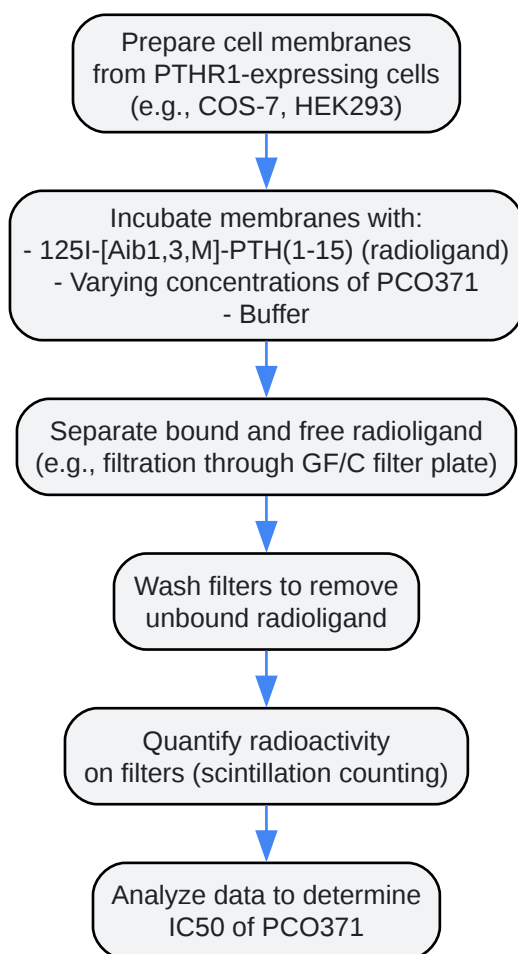 Prepare cell membranes
from PTHR1-expressing cells
(e.g., COS-7, HEK293)
Incubate membranes with:
- 125I-[Aib1,3,M]-PTH(1-15) (radioligand)
- Varying concentrations of PCO371
- Buffer
Separate bound and free radioligand
(e.g., filtration through GF/C filter plate)
Wash filters to remove
unbound radioligand
Quantify radioactivity
on filters (scintillation counting)
Analyze data to determine
IC50 of PCO371